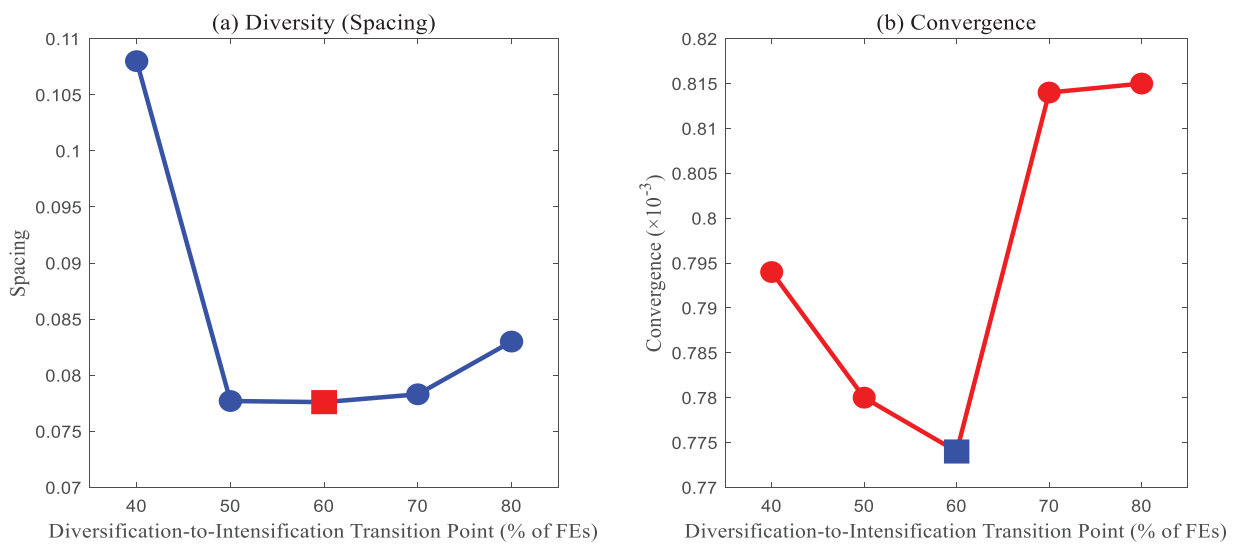 (a) Diversity (Spacing)
0.11
0.105
0.1
0.095
0.09
0.085
0.08
0.075
0.07
Spacing
40 50 60 70 80
Diversification-to-Intensification Transition Point (% of FEs)
(b) Convergence
0.82
0.815
0.81
0.805
0.8
0.795
0.79
0.785
0.78
0.775
0.77
Convergence (×10⁻³)
40 50 60 70 80
Diversification-to-Intensification Transition Point (% of FEs)